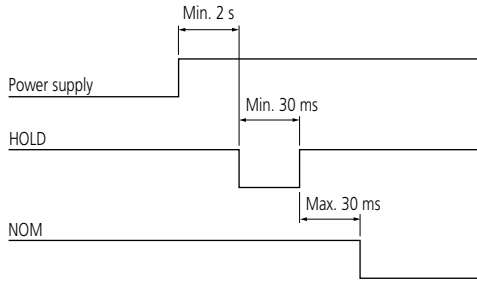 Min. 2 s
Power supply
Min. 30 ms
HOLD
Max. 30 ms
NOM